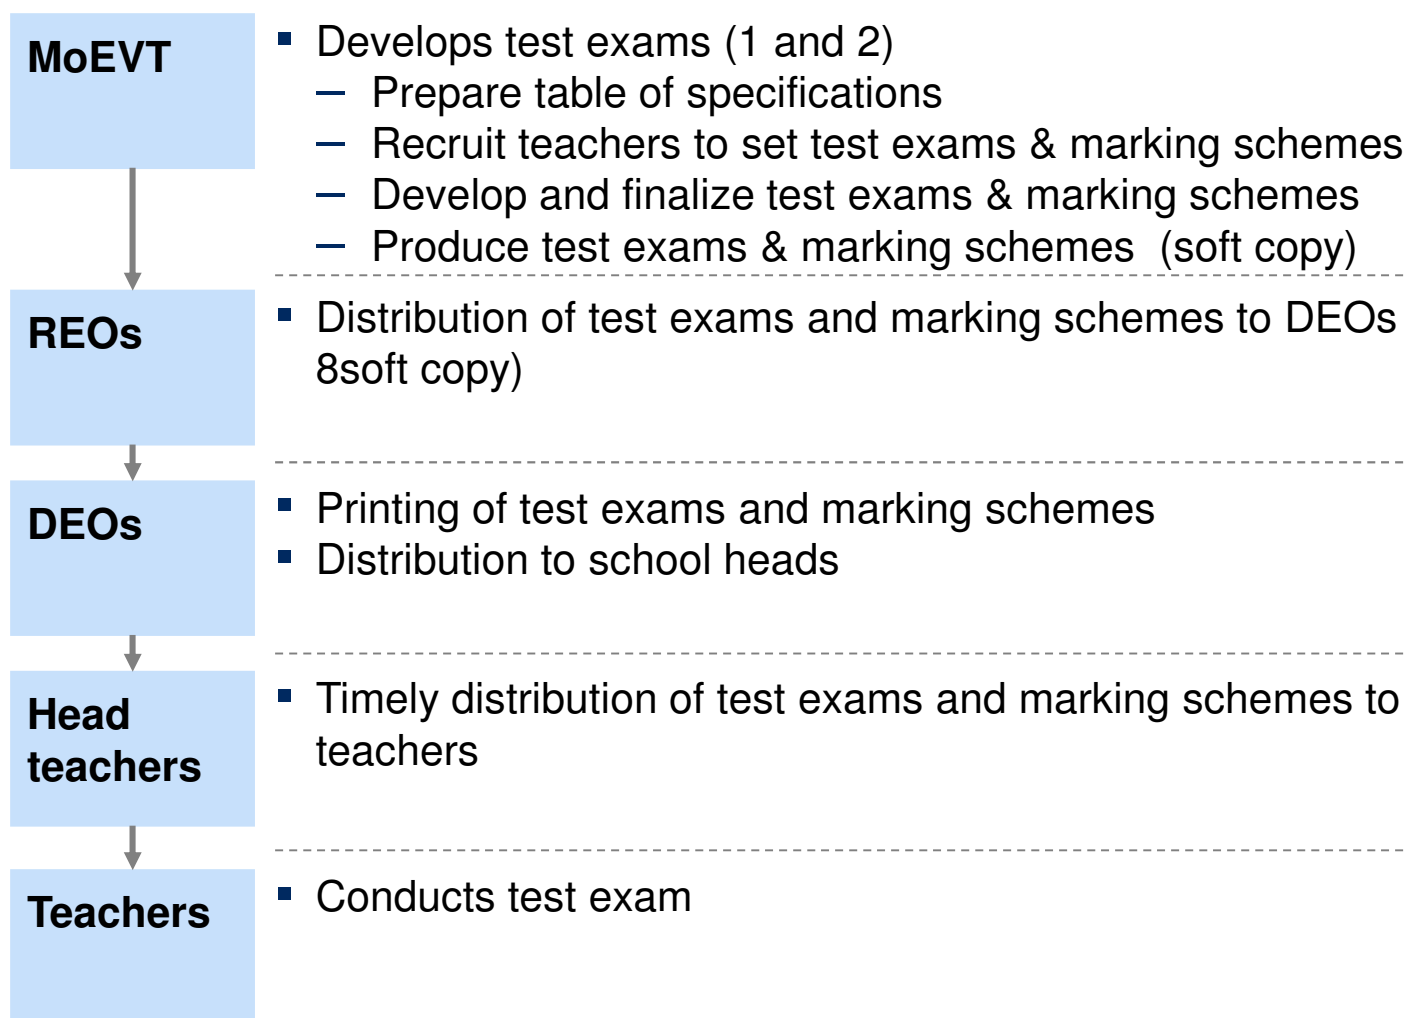 MoEVT
▪ Develops test exams (1 and 2)
– Prepare table of specifications
– Recruit teachers to set test exams & marking schemes
– Develop and finalize test exams & marking schemes
– Produce test exams & marking schemes (soft copy)
REOs
▪ Distribution of test exams and marking schemes to DEOs
8soft copy)
DEOs
▪ Printing of test exams and marking schemes
▪ Distribution to school heads
Head
teachers
▪ Timely distribution of test exams and marking schemes to
teachers
Teachers
▪ Conducts test exam